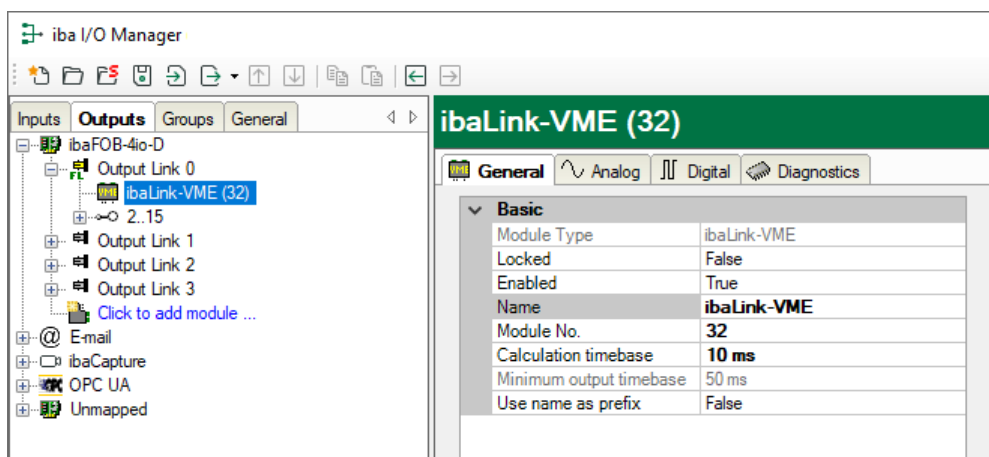 iba I/O Manager
Inputs Outputs Groups General
ibaFOB-4io-D
FL Output Link 0
VME ibaLink-VME (32)
2..15
Output Link 1
Output Link 2
Output Link 3
Click to add module ...
E-mail
ibaCapture
OPC UA
Unmapped
ibaLink-VME (32)
General Analog Digital Diagnostics
Basic
Module Type ibaLink-VME
Locked False
Enabled True
Name ibaLink-VME
Module No. 32
Calculation timebase 10 ms
Minimum output timebase 50 ms
Use name as prefix False